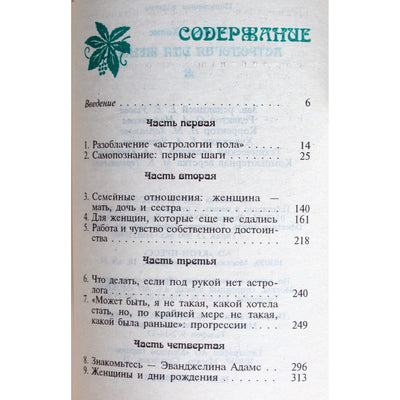 СОДЕРЖАНИЕ
Введение . . . . . . . . . . . . . . . . 6
Часть первая
1. Разоблачение «астрологии пола» . . . . . 14
2. Самопознание: первые шаги . . . . . . . 25
Часть вторая
3. Семейные отношения: женщина —
мать, дочь и сестра . . . . . . . . . . 140
4. Для женщин, которые еще не сдались 161
5. Работа и чувство собственного достоин-
ства . . . . . . . . . . . . . . . . . . 218
Часть третья
6. Что делать, если под рукой нет астро-
лога . . . . . . . . . . . . . . . . . . 240
7. «Может быть, я не такая, какой хотела
стать, но, по крайней мере не такая,
какой была раньше»: прогрессии . . . . 249
Часть четвертая
8. Знакомьтесь — Эванджелина Адамс . . . 296
9. Женщины и дни рождения . . . . . . . 313